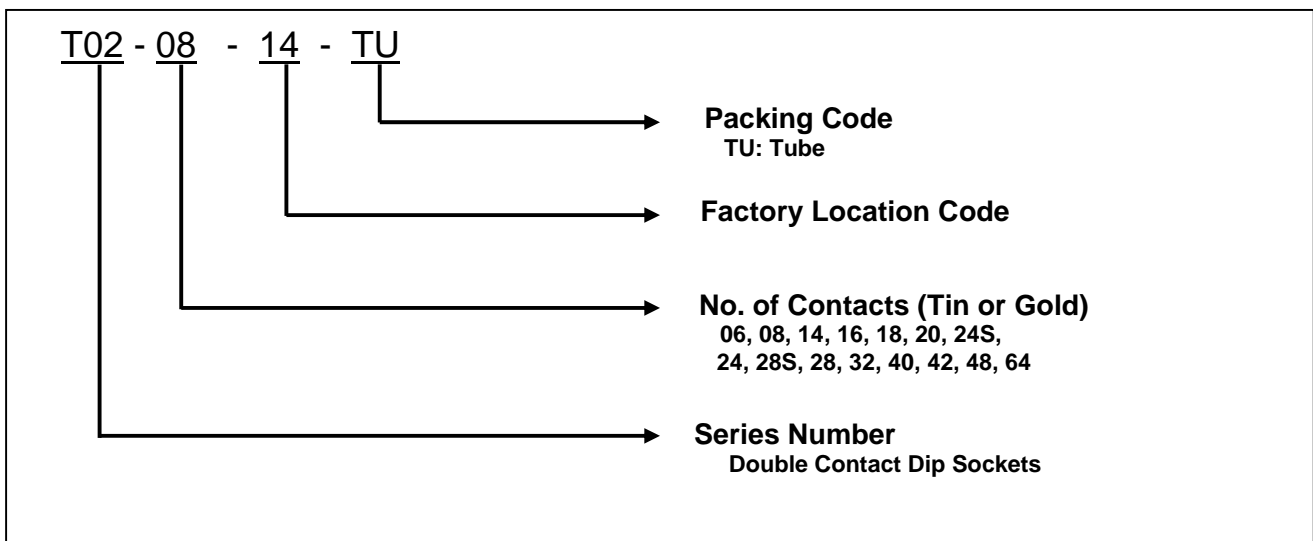 T02 - 08 - 14 - TU
Packing Code
TU: Tube
Factory Location Code
No. of Contacts (Tin or Gold)
06, 08, 14, 16, 18, 20, 24S,
24, 28S, 28, 32, 40, 42, 48, 64
Series Number
Double Contact Dip Sockets